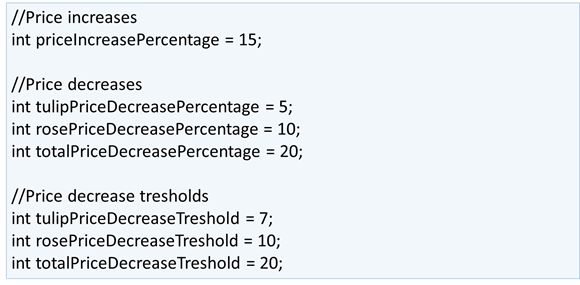 //Price increases
int priceIncreasePercentage = 15;
//Price decreases
int tulipPriceDecreasePercentage = 5;
int rosePriceDecreasePercentage = 10;
int totalPriceDecreasePercentage = 20;
//Price decrease tresholds
int tulipPriceDecreaseTreshold = 7;
int rosePriceDecreaseTreshold = 10;
int totalPriceDecreaseTreshold = 20;